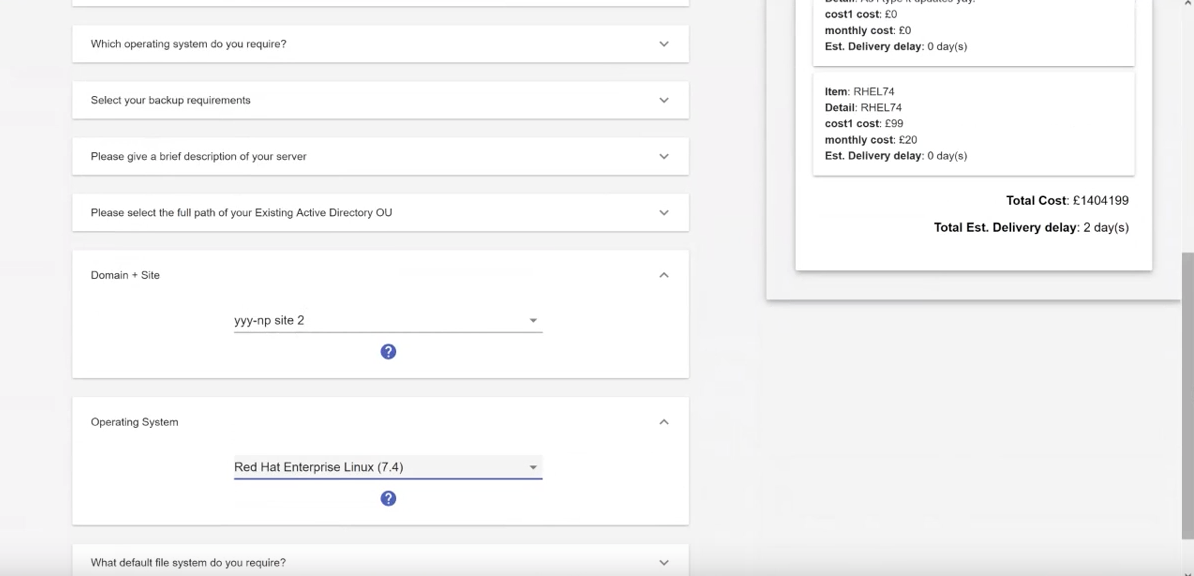 Which operating system do you require?
Select your backup requirements
Please give a brief description of your server
Please select the full path of your Existing Active Directory OU
Domain + Site
yyy-np site 2
?
Operating System
Red Hat Enterprise Linux (7.4)
?
What default file system do you require?
cost1 cost: £0
monthly cost: £0
Est. Delivery delay: 0 day(s)
Item: RHEL74
Detail: RHEL74
cost1 cost: £99
monthly cost: £20
Est. Delivery delay: 0 day(s)
Total Cost: £1404199
Total Est. Delivery delay: 2 day(s)